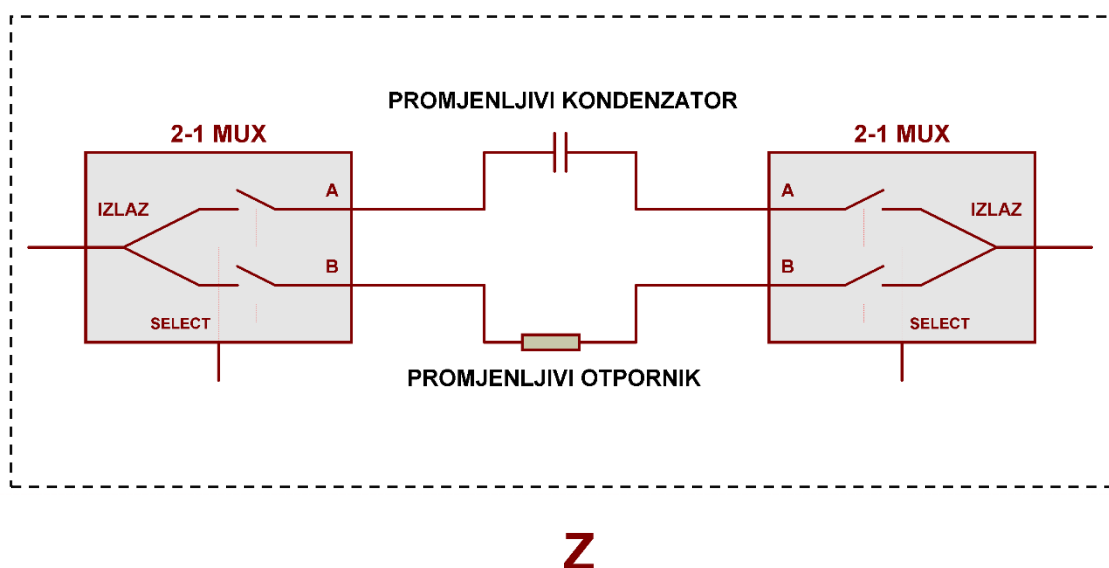 PROMJENLJIVI KONDENZATOR
2-1 MUX
2-1 MUX
A
A
IZLAZ
IZLAZ
B
B
SELECT
SELECT
PROMJENLJIVI OTPORNIK
Z